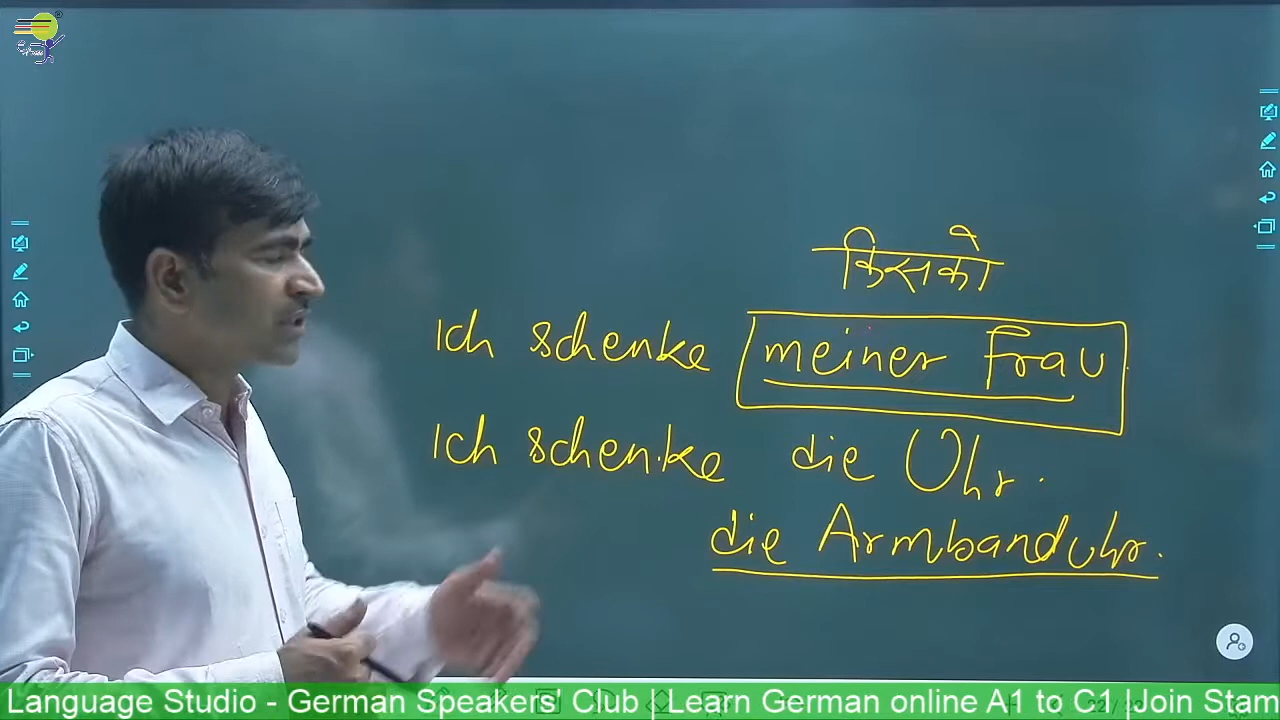 किसको
Ich schenke meiner Frau.
Ich schenke die Uhr.
die Armbanduhr.
Language Studio - German Speakers' Club | Learn German online A1 to C1 |Join Stam